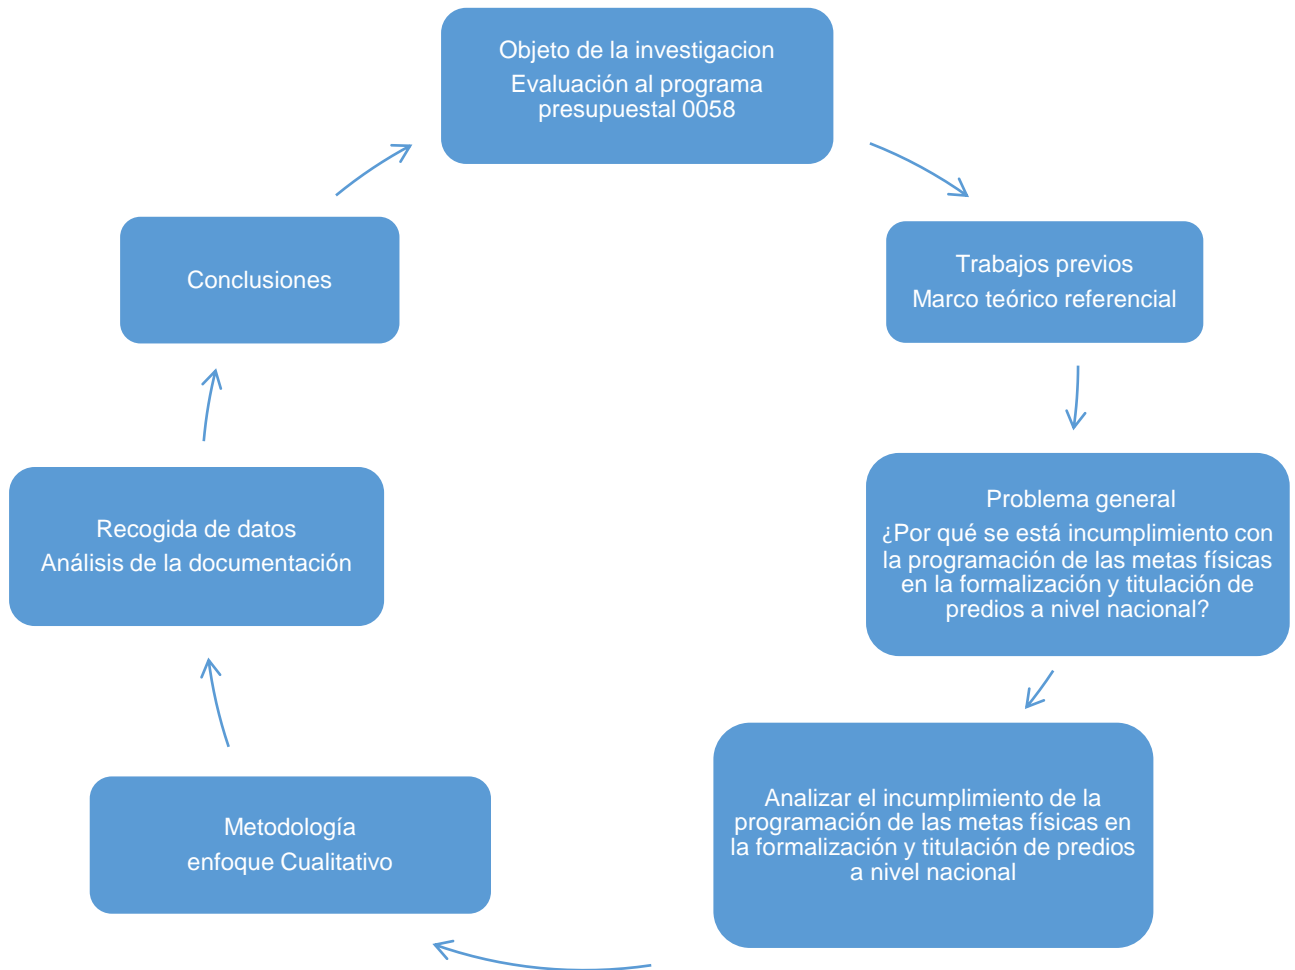 Objeto de la investigacion
Evaluación al programa
presupuestal 0058
Trabajos previos
Marco teórico referencial
Problema general
¿Por qué se está incumplimiento con
la programación de las metas físicas
en la formalización y titulación de
predios a nivel nacional?
Analizar el incumplimiento de la
programación de las metas físicas en
la formalización y titulación de predios
a nivel nacional
Metodología
enfoque Cualitativo
Recogida de datos
Análisis de la documentación
Conclusiones